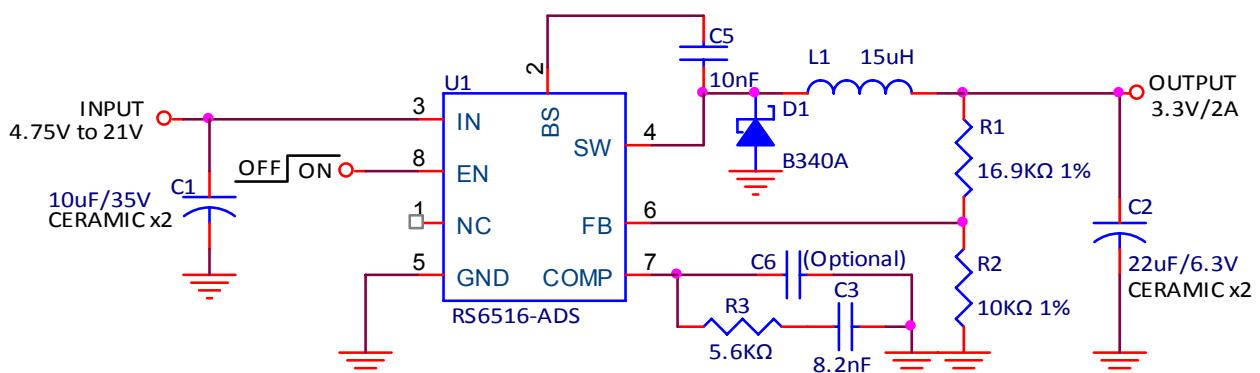 INPUT
4.75V to 21V
C1
10uF/35V
CERAMIC x2
OFF
ON
U1
2
BS
3
IN
8
EN
1
NC
5
GND
SW
4
FB
6
COMP
7
RS6516-ADS
C5
10nF
L1
15uH
D1
B340A
OUTPUT
3.3V/2A
R1
16.9KΩ 1%
R2
10KΩ 1%
C2
22uF/6.3V
CERAMIC x2
C6
(Optional)
R3
5.6KΩ
C3
8.2nF